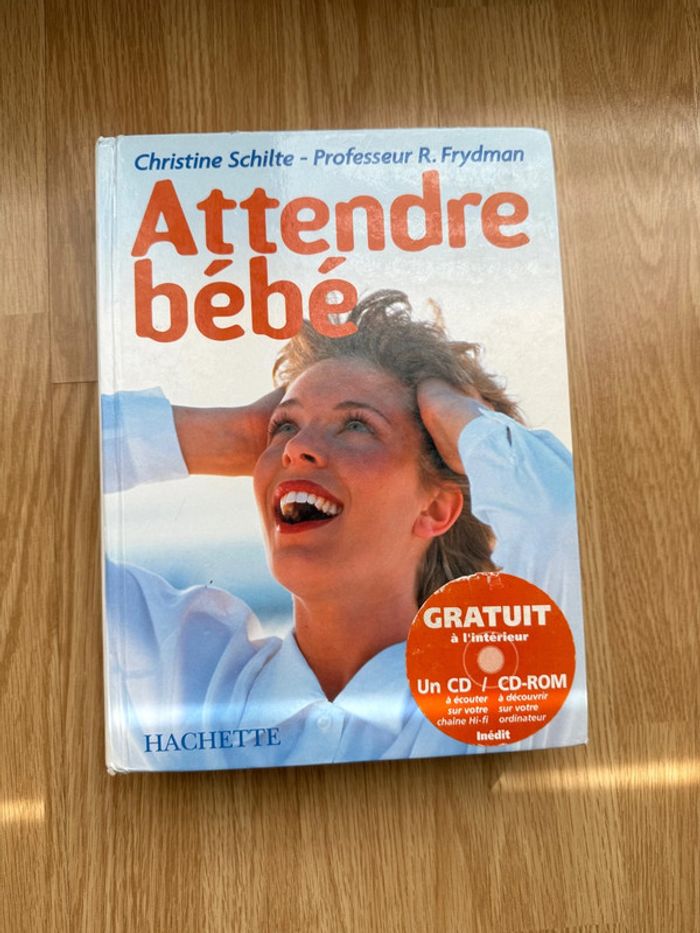 Christine Schilte - Professeur R. Frydman
Attendre
bébé
GRATUIT
à l'intérieur
Un CD / CD-ROM
à écouter à découvrir
sur votre sur votre
chaîne Hi-fi ordinateur
Inédit
HACHETTE